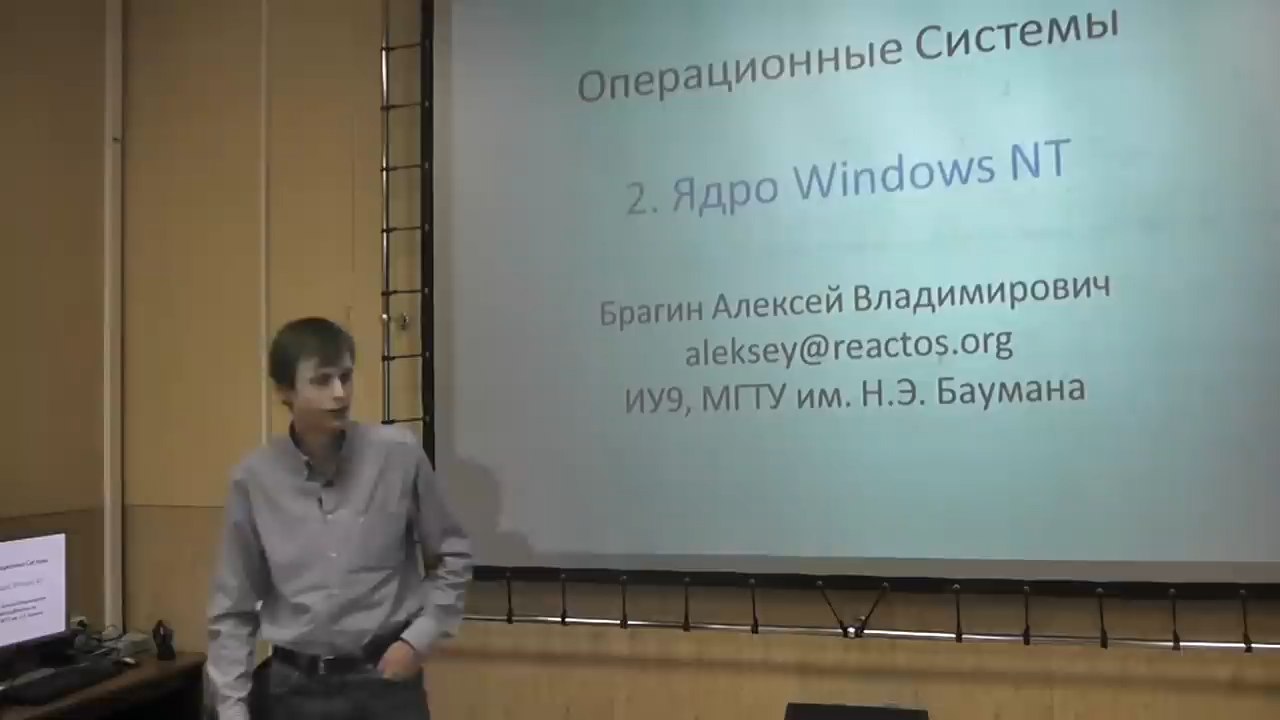 Операционные Системы
2. Ядро Windows NT
Брагин Алексей Владимирович
aleksey@reactos.org
ИУ9, МГТУ им. Н.Э. Баумана